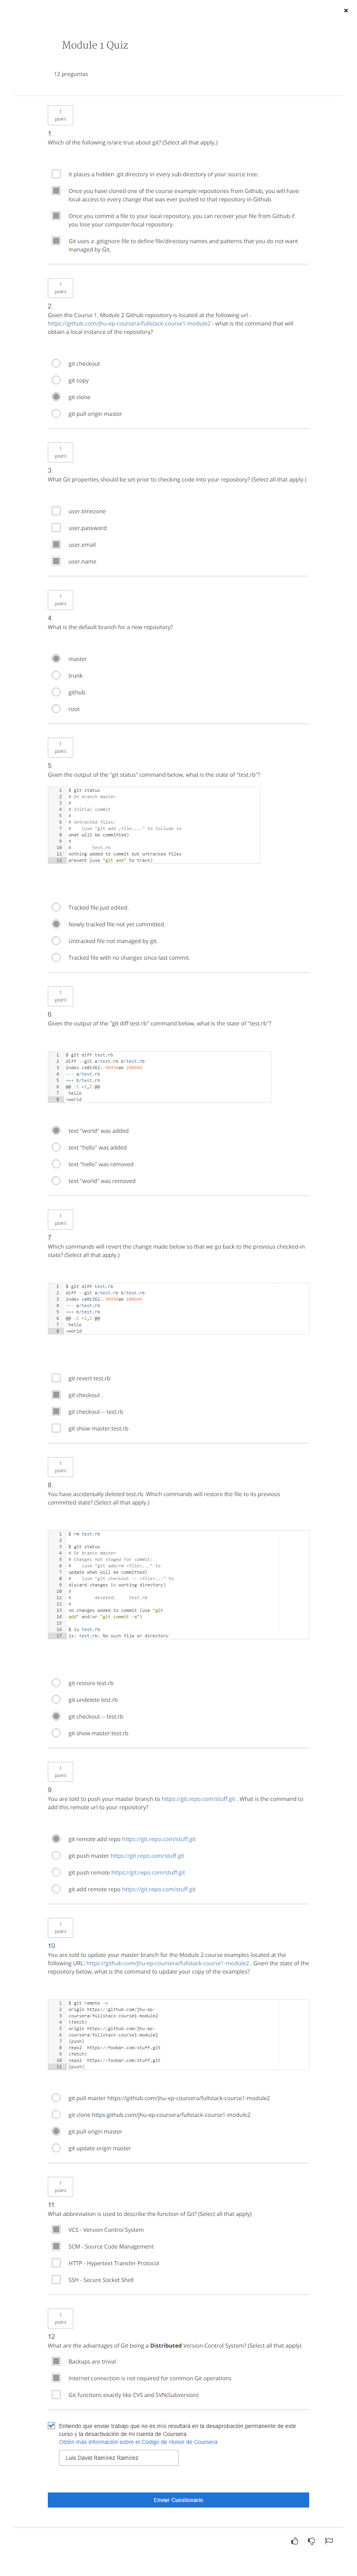 Module 1 Quiz
12 preguntas
1
point
1.
Which of the following is/are true about git? (Select all that apply.)
It places a hidden .git directory in every sub-directory of your source tree.
Once you have cloned one of the course example repositories from Github, you will have
local access to every change that was ever pushed to that repository in Github.
Once you commit a file to your local repository, you can recover your file from Github if
you lose your computer/local repository.
Git uses a .gitignore file to define file/directory names and patterns that you do not want
managed by Git.
1
point
2.
Given the Course 1, Module 2 Github repository is located at the following url -
https://github.com/jhu-ep-coursera/fullstack-course1-module2 - what is the command that will
obtain a local instance of the repository?
git checkout
git copy
git clone
git pull origin master
1
point
3.
What Git properties should be set prior to checking code into your repository? (Select all that apply.)
user.timezone
user.password
user.email
user.name
1
point
4.
What is the default branch for a new repository?
master
trunk
github
root
1
point
5.
Given the output of the "git status" command below, what is the state of "test.rb"?
1 $ git status
2 # On branch master
3 #
4 # Initial commit
5 #
6 # Untracked files:
7 # (use "git add <file>..." to include in
8 what will be committed)
9 #
10 # test.rb
11 nothing added to commit but untracked files
12 present (use "git add" to track)
Tracked file just edited.
Newly tracked file not yet committed.
Untracked file not managed by git.
Tracked file with no changes since last commit.
1
point
6.
Given the output of the "git diff test.rb" command below, what is the state of "test.rb"?
1 $ git diff test.rb
2 diff --git a/test.rb b/test.rb
3 index ce01362..94954ab 100644
4 --- a/test.rb
5 +++ b/test.rb
6 @@ -1 +1,2 @@
7 hello
8 +world
text "world" was added
text "hello" was added
text "hello" was removed
text "world" was removed
1
point
7.
Which commands will revert the change made below so that we go back to the previous checked-in
state? (Select all that apply.)
1 $ git diff test.rb
2 diff --git a/test.rb b/test.rb
3 index ce01362..94954ab 100644
4 --- a/test.rb
5 +++ b/test.rb
6 @@ -1 +1,2 @@
7 hello
8 +world
git revert test.rb
git checkout .
git checkout -- test.rb
git show master:test.rb
1
point
8.
You have accidentally deleted test.rb. Which commands will restore the file to its previous
committed state? (Select all that apply.)
1 $ rm test.rb
2
3 $ git status
4 # On branch master
5 # Changes not staged for commit:
6 # (use "git add/rm <file>..." to
7 update what will be committed)
8 # (use "git checkout -- <file>..." to
9 discard changes in working directory)
10 #
11 # deleted: test.rb
12 #
13 no changes added to commit (use "git
14 add" and/or "git commit -a")
15
16 $ ls test.rb
17 ls: test.rb: No such file or directory
git restore test.rb
git undelete test.rb
git checkout -- test.rb
git show master:test.rb
1
point
9.
You are told to push your master branch to https://git.repo.com/stuff.git . What is the command to
add this remote url to your repository?
git remote add repo https://git.repo.com/stuff.git
git push master https://git.repo.com/stuff.git
git push remote https://git.repo.com/stuff.git
git add remote repo https://git.repo.com/stuff.git
1
point
10.
You are told to update your master branch for the Module 2 course examples located at the
following URL: https://github.com/jhu-ep-coursera/fullstack-course1-module2 . Given the state of the
repository below, what is the command to update your copy of the examples?
1 $ git remote -v
2 origin https://github.com/jhu-ep-
3 coursera/fullstack-course1-module2
4 (fetch)
5 origin https://github.com/jhu-ep-
6 coursera/fullstack-course1-module2
7 (push)
8 repo2 https://foobar.com/stuff.git
9 (fetch)
10 repo2 https://foobar.com/stuff.git
11 (push)
git pull master https://github.com/jhu-ep-coursera/fullstack-course1-module2
git clone https:github.com/jhu-ep-coursera/fullstack-course1-module2
git pull origin master
git update origin master
1
point
11.
What abbreviation is used to describe the function of Git? (Select all that apply)
VCS - Version Control System
SCM - Source Code Management
HTTP - Hypertext Transfer Protocol
SSH - Secure Socket Shell
1
point
12.
What are the advantages of Git being a Distributed Version Control System? (Select all that apply)
Backups are trivial
Internet connection is not required for common Git operations
Git functions exactly like CVS and SVN(Subversion)
Entiendo que enviar trabajo que no es mío resultará en la desaprobación permanente de este
curso y la desactivación de mi cuenta de Coursera.
Obtén más información sobre el Código de Honor de Coursera
Luis David Ramírez Ramírez
Enviar Cuestionario